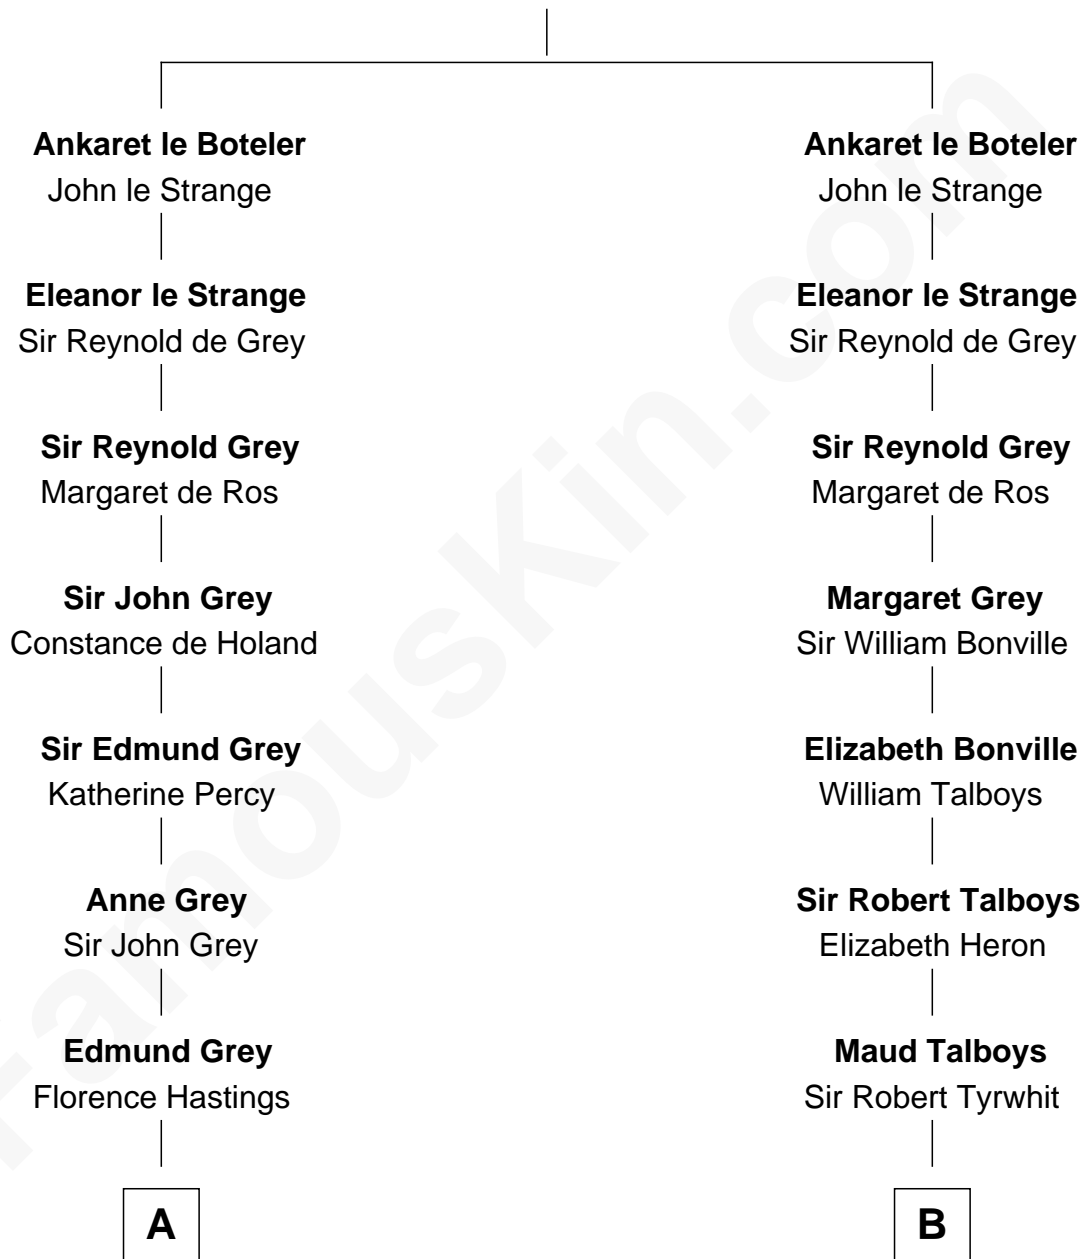 Ankaret le Boteler
John le Strange
Eleanor le Strange
Sir Reynold de Grey
Sir Reynold Grey
Margaret de Ros
Sir John Grey
Constance de Holand
Sir Edmund Grey
Katherine Percy
Anne Grey
Sir John Grey
Edmund Grey
Florence Hastings
A
Ankaret le Boteler
John le Strange
Eleanor le Strange
Sir Reynold de Grey
Sir Reynold Grey
Margaret de Ros
Margaret Grey
Sir William Bonville
Elizabeth Bonville
William Talboys
Sir Robert Talboys
Elizabeth Heron
Maud Talboys
Sir Robert Tyrwhit
B
FamousKin.com